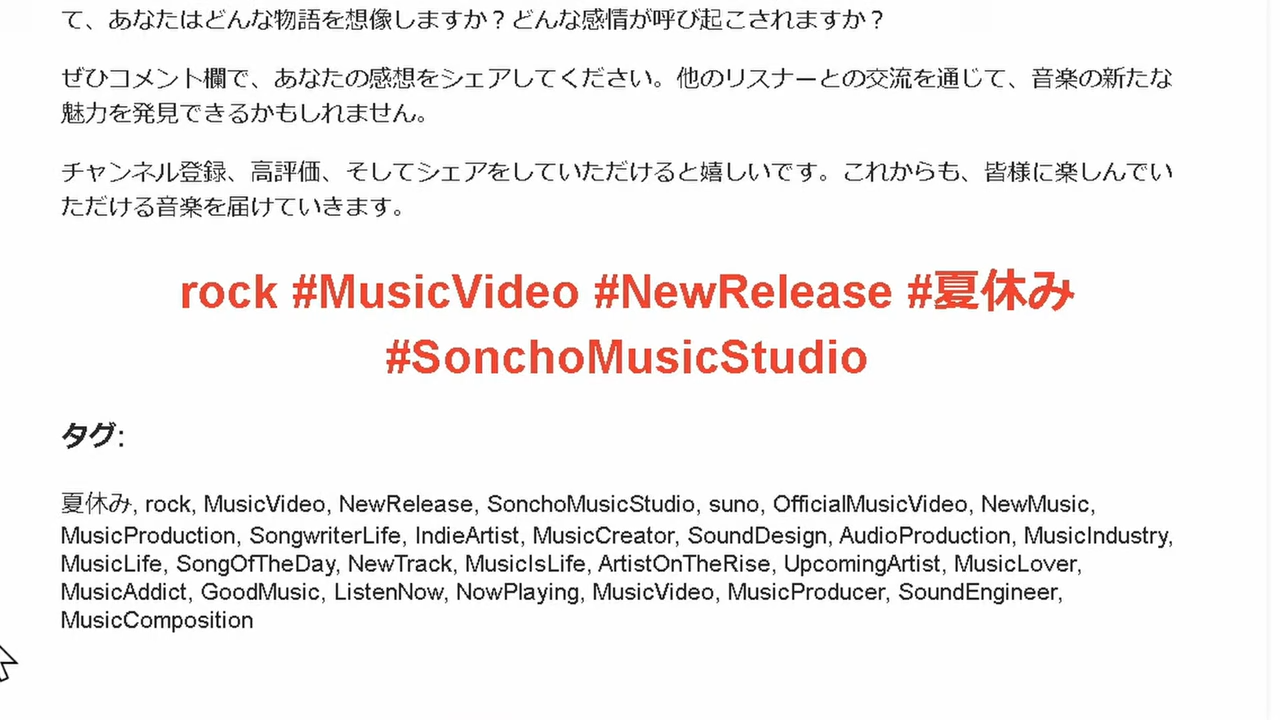 て、あなたはどんな物語を想像しますか？どんな感情が呼び起こされますか？
ぜひコメント欄で、あなたの感想をシェアしてください。他のリスナーとの交流を通じて、音楽の新たな
魅力を発見できるかもしれません。
チャンネル登録、高評価、そしてシェアをしていただけると嬉しいです。これからも、皆様に楽しんでい
ただける音楽を届けていきます。
rock #MusicVideo #NewRelease #夏休み
#SonchoMusicStudio
タグ:
夏休み, rock, MusicVideo, NewRelease, SonchoMusicStudio, suno, OfficialMusicVideo, NewMusic,
MusicProduction, SongwriterLife, IndieArtist, MusicCreator, SoundDesign, AudioProduction, MusicIndustry,
MusicLife, SongOfTheDay, NewTrack, MusicIsLife, ArtistOnTheRise, UpcomingArtist, MusicLover,
MusicAddict, GoodMusic, ListenNow, NowPlaying, MusicVideo, MusicProducer, SoundEngineer,
MusicComposition